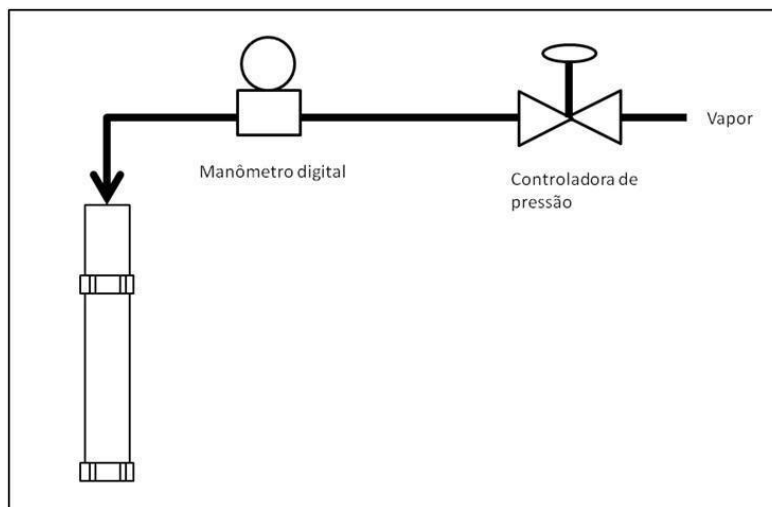 Vapor
Manômetro digital
Controladora de
pressão